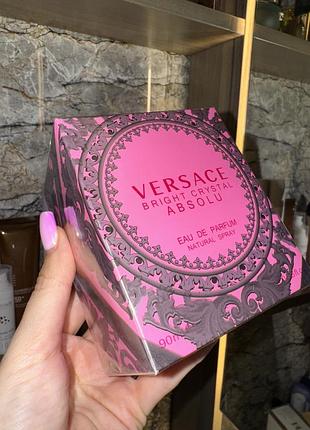 VERSACE
BRIGHT CRYSTAL
ABSOLU
EAU DE PARFUM
NATURAL SPRAY